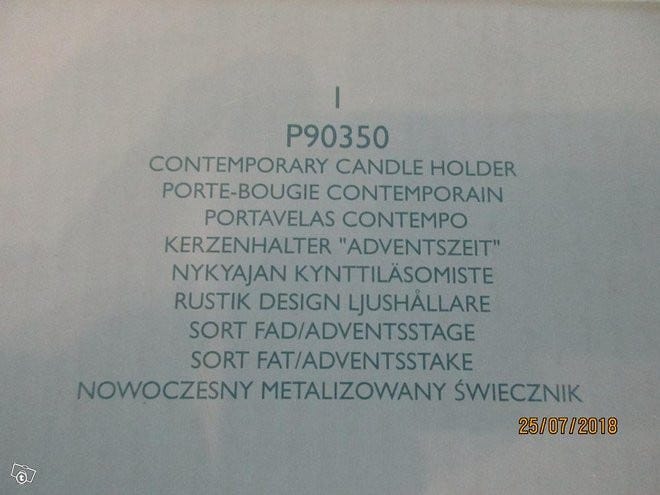 1
P90350
CONTEMPORARY CANDLE HOLDER
PORTE-BOUGIE CONTEMPORAIN
PORTAVELAS CONTEMPO
KERZENHALTER "ADVENTSZEIT"
NYKYAJAN KYNTTILÄSOMISTE
RUSTIK DESIGN LJUSHÅLLARE
SORT FAD/ADVENTSSTAGE
SORT FAT/ADVENTSSTAKE
NOWOCZESNY METALIZOWANY ŚWIECZNIK
25/07/2018